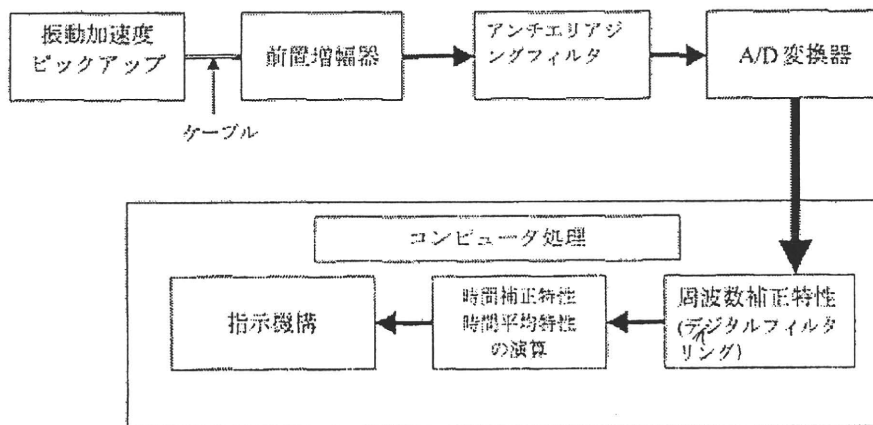 振動加速度
ピックアップ
前置増幅器
アンチエリアジ
ングフィルタ
A/D変換器
ケーブル
コンピュータ処理
指示機構
時間補正特性
時間平均特性
の演算
周波数補正特性
(ディジタルフィルタ
リング)